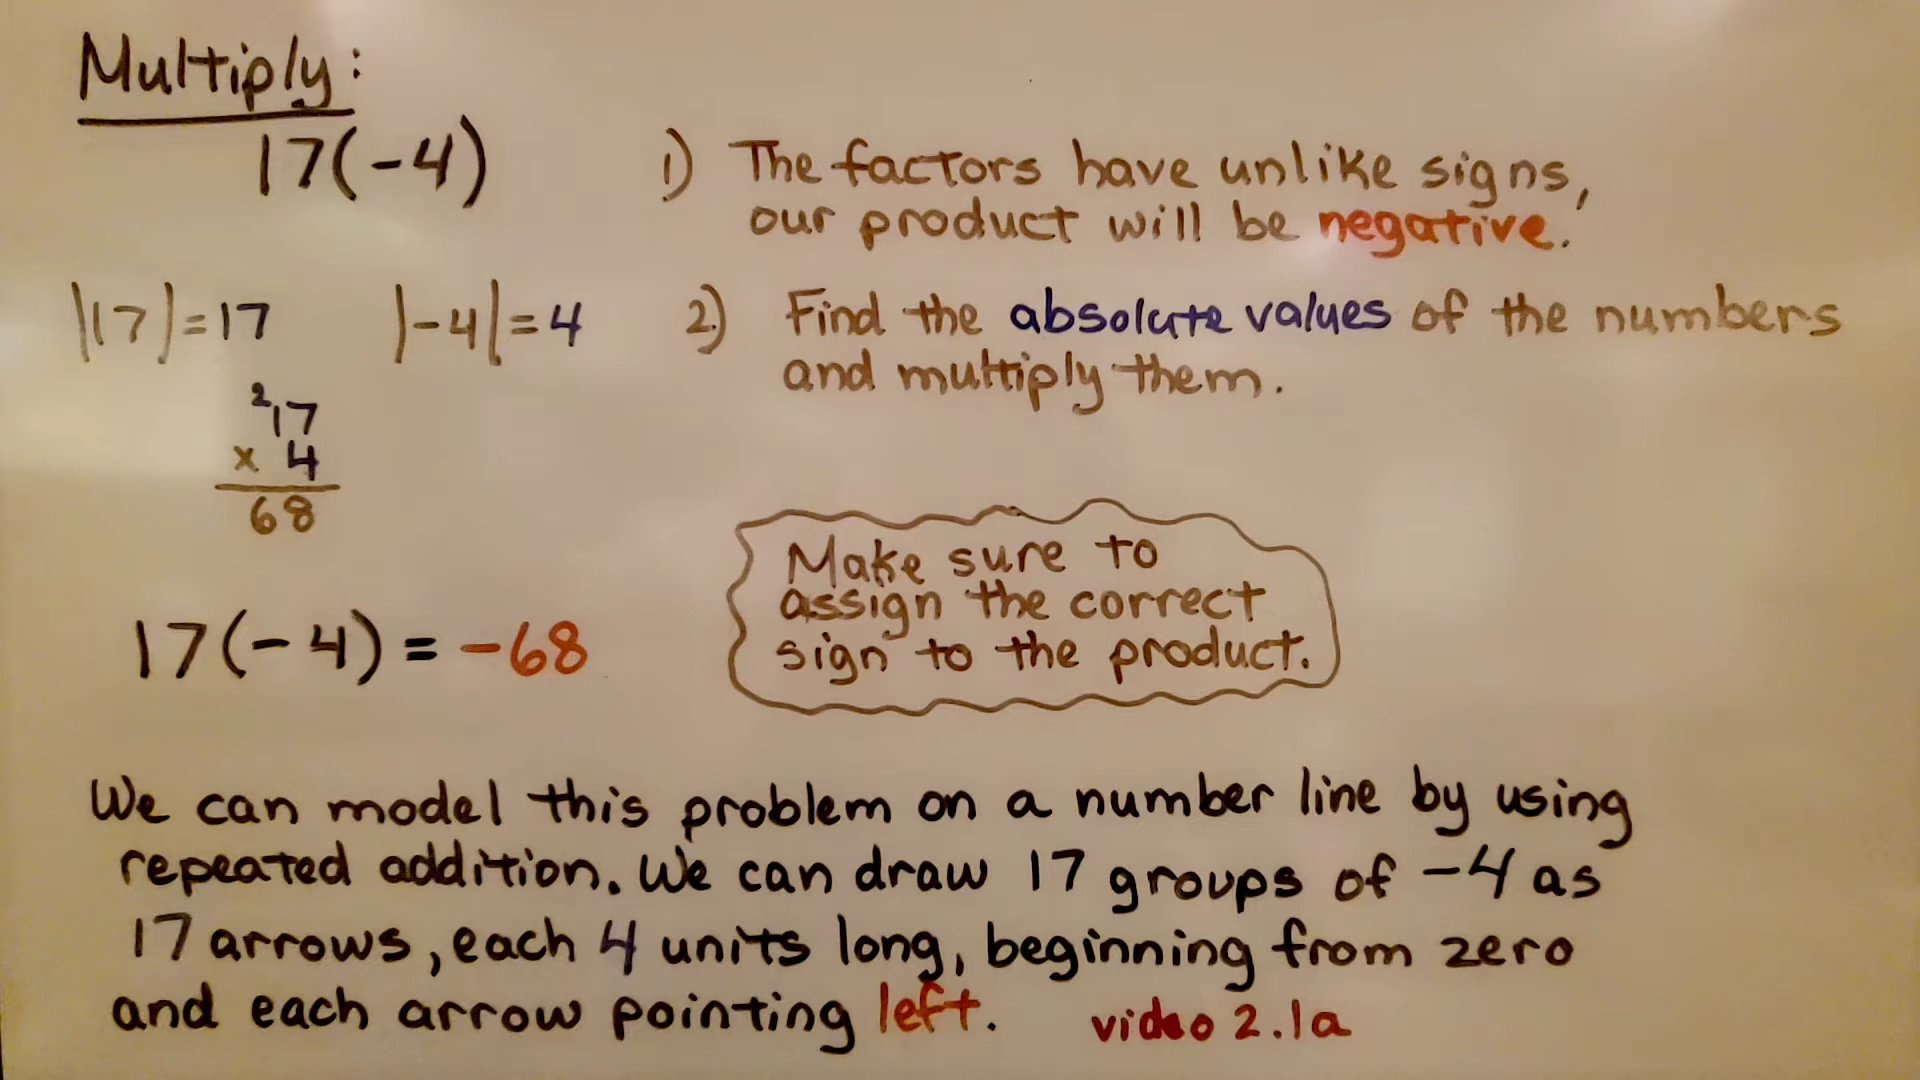 Multiply:
17(-4)
1) The factors have unlike signs,
our product will be negative.
|17|=17 |-4|=4
2) Find the absolute values of the numbers
and multiply them.
2
17
x 4
68
17(-4) = -68
Make sure to
assign the correct
sign to the product.
We can model this problem on a number line by using
repeated addition. We can draw 17 groups of -4 as
17 arrows, each 4 units long, beginning from zero
and each arrow pointing left. video 2.1a